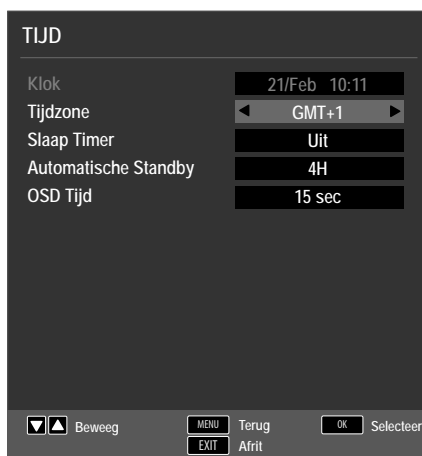 TIJD
Klok 21/Feb 10:11
Tijdzone GMT+1
Slaap Timer Uit
Automatische Standby 4H
OSD Tijd 15 sec
Beweeg MENU Terug OK Selecteer
EXIT Afrit